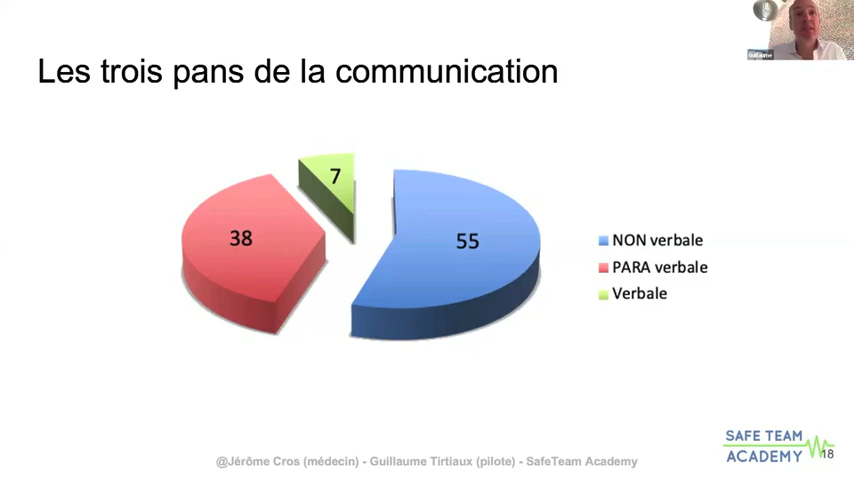 Guillaume
Les trois pans de la communication
7
38
55
NON verbale
PARA verbale
Verbale
SAFE TEAM
ACADEMY
18
@Jérôme Cros (médecin) - Guillaume Tirtiaux (pilote) - SafeTeam Academy